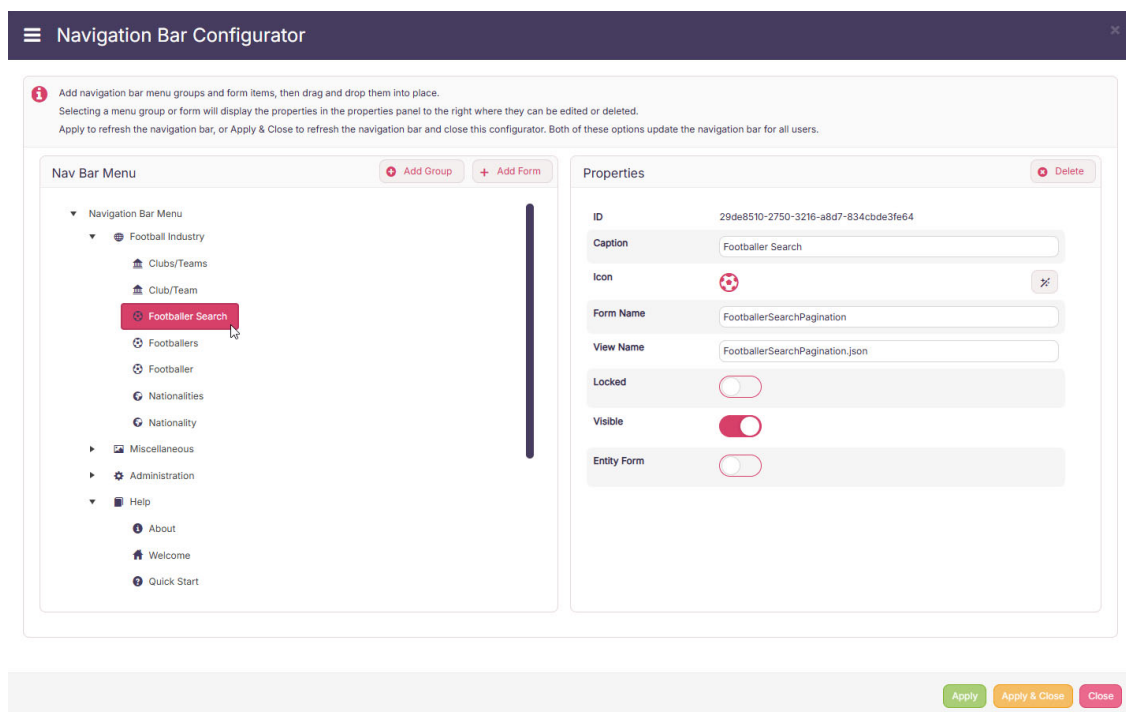 Navigation Bar Configurator
Add navigation bar menu groups and form items, then drag and drop them into place.
Selecting a menu group or form will display the properties in the properties panel to the right where they can be edited or deleted.
Apply to refresh the navigation bar, or Apply & Close to refresh the navigation bar and close this configurator. Both of these options update the navigation bar for all users.
Nav Bar Menu
Add Group
Add Form
Navigation Bar Menu
Football Industry
Clubs/Teams
Club/Team
Footballer Search
Footballers
Footballer
Nationalities
Nationality
Miscellaneous
Administration
Help
About
Welcome
Quick Start
Properties
Delete
ID 29de8510-2750-3216-a8d7-834cbde3fe64
Caption Footballer Search
Icon
Form Name FootballerSearchPagination
View Name FootballerSearchPagination.json
Locked
Visible
Entity Form
Apply
Apply & Close
Close